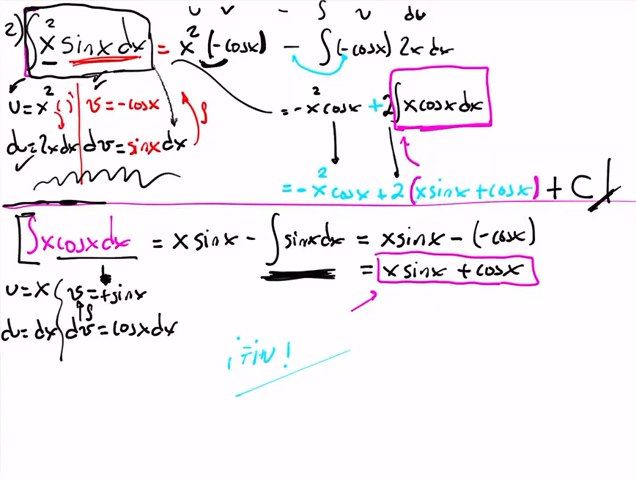 u v - ∫ v du
2) ∫ x² sinx dx = x² (-cosx) - ∫ (-cosx) 2x dx
u = x² v = -cosx
= -x² cosx + 2 ∫ x cosx dx
du = 2x dx dv = sinx dx ∫
= -x² cosx + 2 (x sinx + cosx) + C
∫ x cosx dx = x sinx - ∫ sinx dx = x sinx - (-cosx)
= x sinx + cosx
u = x v = +sinx
∫
du = dx dv = cosx dx